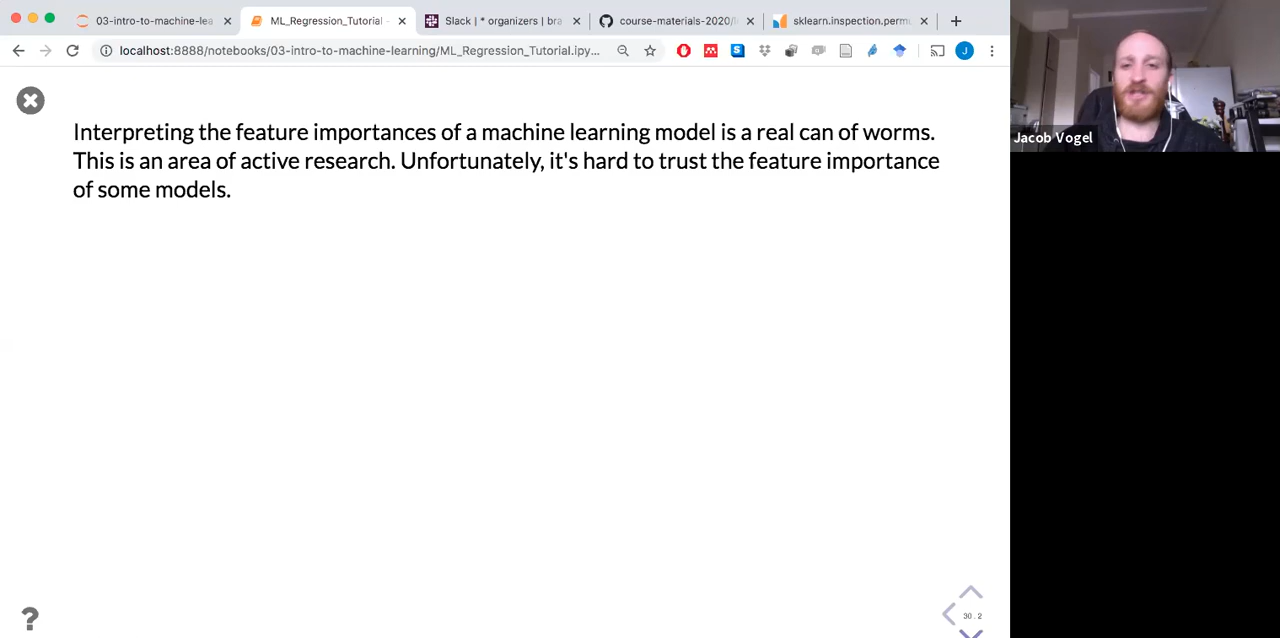 03-intro-to-machine-lea
ML_Regression_Tutorial -
Slack | * organizers | bra
course-materials-2020/
sklearn.inspection.permu
localhost:8888/notebooks/03-intro-to-machine-learning/ML_Regression_Tutorial.ipy...
S
J
Jacob Vogel
Interpreting the feature importances of a machine learning model is a real can of worms.
This is an area of active research. Unfortunately, it's hard to trust the feature importance
of some models.
30.2
?